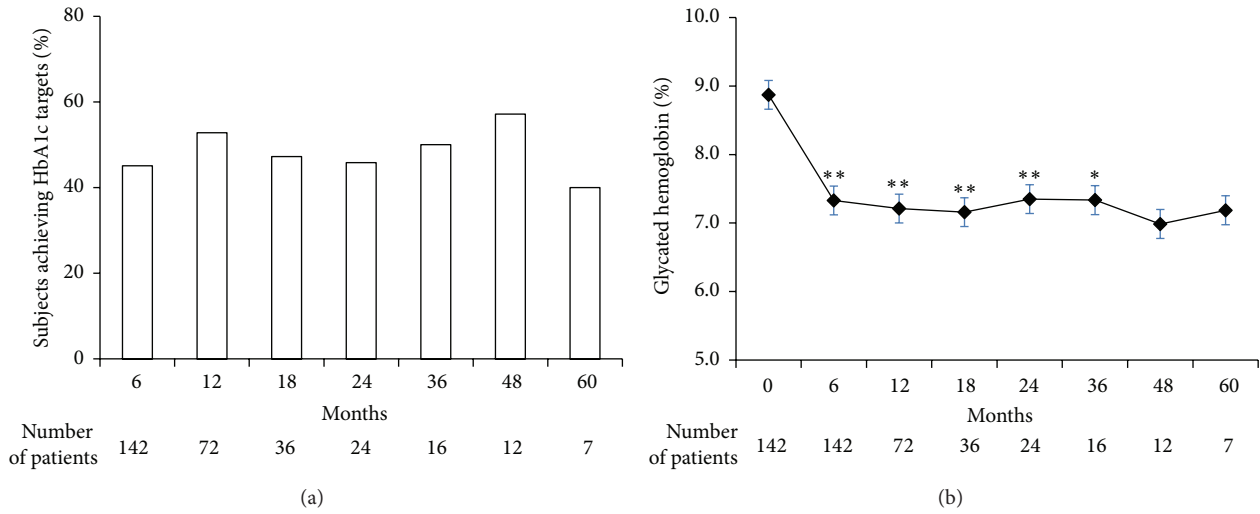 80
60
40
20
0
Subjects achieving HbA1c targets (%)
6 12 18 24 36 48 60
Months
Number
of patients 142 72 36 24 16 12 7
(a)
10.0
9.0
8.0
7.0
6.0
5.0
Glycated hemoglobin (%)
** ** ** ** *
0 6 12 18 24 36 48 60
Months
Number
of patients 142 142 72 36 24 16 12 7
(b)